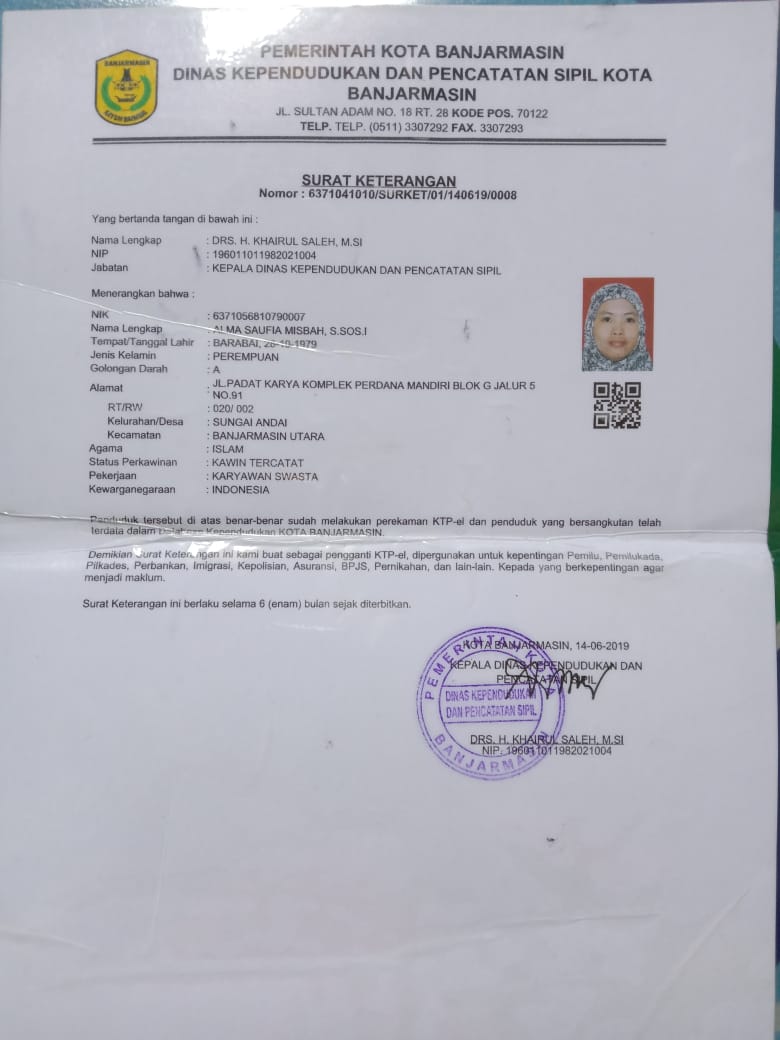 BANJARMASIN
KAYUH BAIMBAI
PEMERINTAH KOTA BANJARMASIN
DINAS KEPENDUDUKAN DAN PENCATATAN SIPIL KOTA
BANJARMASIN
JL. SULTAN ADAM NO. 18 RT. 28 KODE POS. 70122
TELP. TELP. (0511) 3307292 FAX. 3307293
SURAT KETERANGAN
Nomor : 6371041010/SURKET/01/140619/0008
Yang bertanda tangan di bawah ini :
Nama Lengkap : DRS. H. KHAIRUL SALEH, M.SI
NIP : 196011011982021004
Jabatan : KEPALA DINAS KEPENDUDUKAN DAN PENCATATAN SIPIL
Menerangkan bahwa :
NIK : 6371056810790007
Nama Lengkap : ALMA SAUFIA MISBAH, S.SOS.I
Tempat/Tanggal Lahir : BARABAI, 28-10-1979
Jenis Kelamin : PEREMPUAN
Golongan Darah : A
Alamat : JL.PADAT KARYA KOMPLEK PERDANA MANDIRI BLOK G JALUR 5
NO.91
RT/RW : 020/ 002
Kelurahan/Desa : SUNGAI ANDAI
Kecamatan : BANJARMASIN UTARA
Agama : ISLAM
Status Perkawinan : KAWIN TERCATAT
Pekerjaan : KARYAWAN SWASTA
Kewarganegaraan : INDONESIA
Penduduk tersebut di atas benar-benar sudah melakukan perekaman KTP-el dan penduduk yang bersangkutan telah
terdata dalam Database Kependudukan KOTA BANJARMASIN.
Demikian Surat Keterangan ini kami buat sebagai pengganti KTP-el, dipergunakan untuk kepentingan Pemilu, Pemilukada,
Pilkades, Perbankan, Imigrasi, Kepolisian, Asuransi, BPJS, Pernikahan, dan lain-lain. Kepada yang berkepentingan agar
menjadi maklum.
Surat Keterangan ini berlaku selama 6 (enam) bulan sejak diterbitkan.
KOTA BANJARMASIN, 14-06-2019
KEPALA DINAS KEPENDUDUKAN DAN
PENCATATAN SIPIL
PEMERINTAH KOTA
DINAS KEPENDUDUKAN
DAN PENCATATAN SIPIL
BANJARMASIN
DRS. H. KHAIRUL SALEH, M.SI
NIP. 196011011982021004